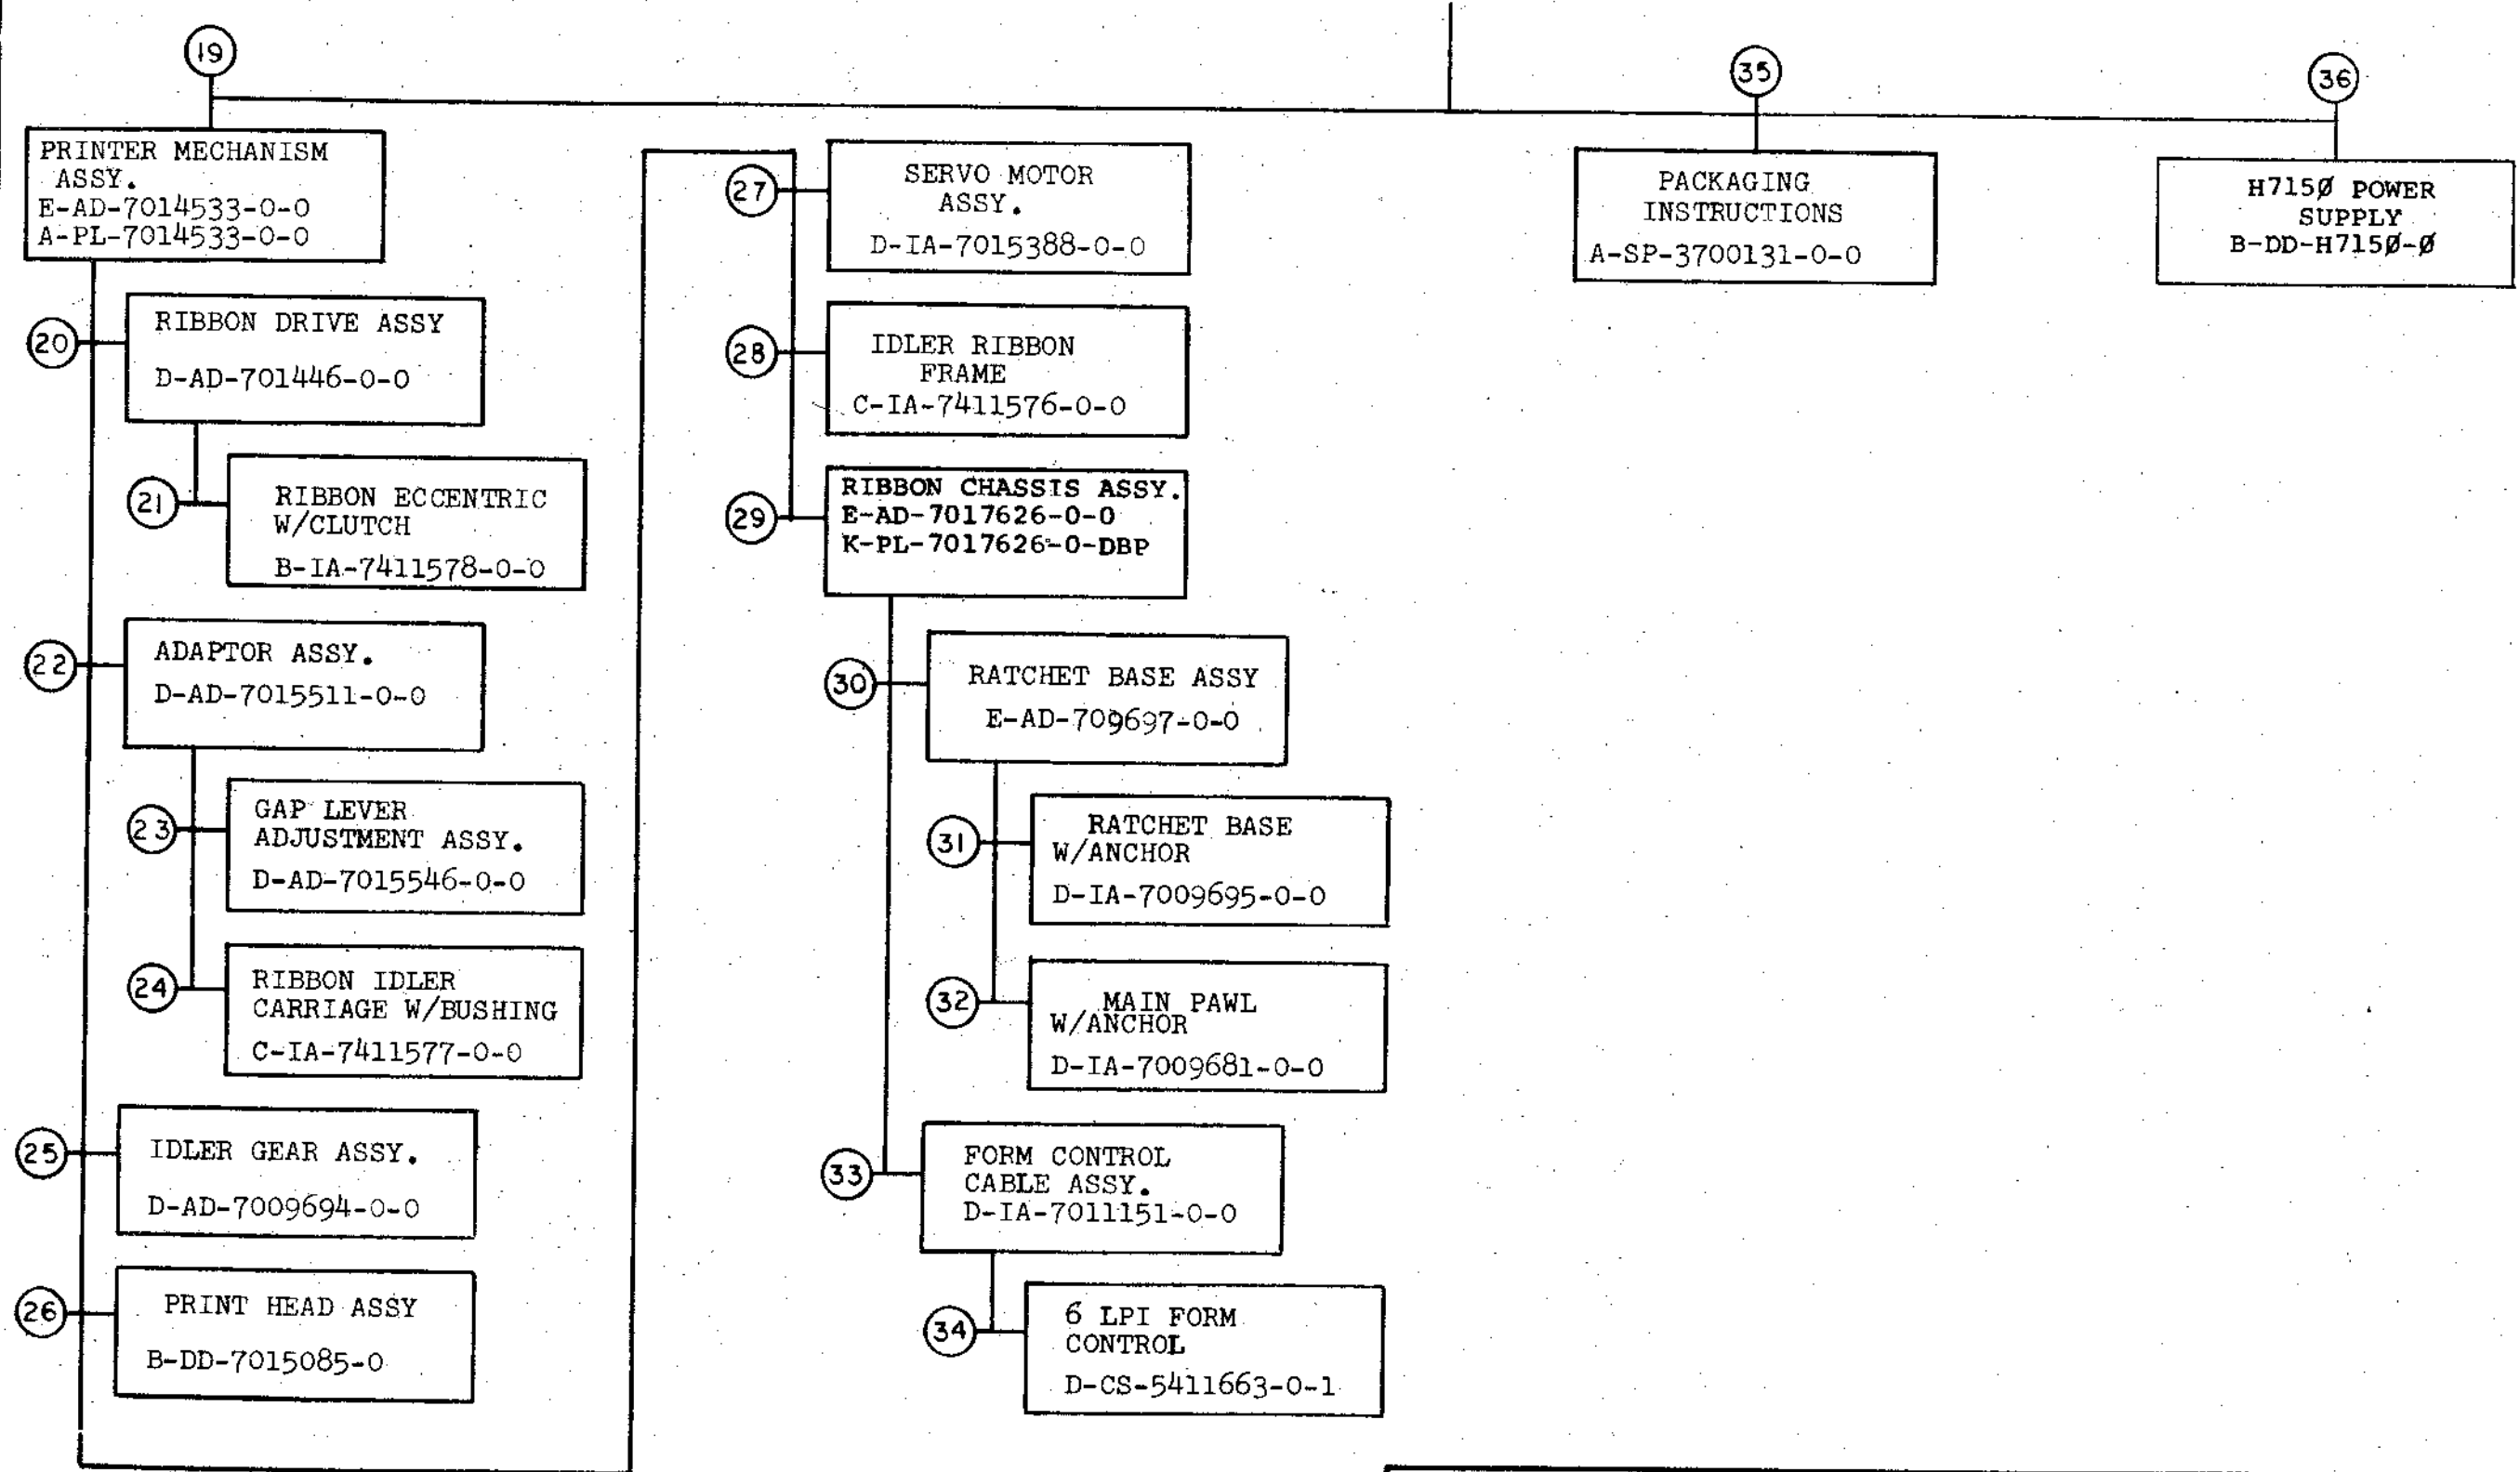 19
PRINTER MECHANISM
ASSY.
E-AD-7014533-0-0
A-PL-7014533-0-0
20
RIBBON DRIVE ASSY
D-AD-701446-0-0
21
RIBBON ECCENTRIC
W/CLUTCH
B-IA-7411578-0-0
22
ADAPTOR ASSY.
D-AD-7015511-0-0
23
GAP LEVER
ADJUSTMENT ASSY.
D-AD-7015546-0-0
24
RIBBON IDLER
CARRIAGE W/BUSHING
C-IA-7411577-0-0
25
IDLER GEAR ASSY.
D-AD-7009694-0-0
26
PRINT HEAD ASSY
B-DD-7015085-0
27
SERVO MOTOR
ASSY.
D-IA-7015388-0-0
28
IDLER RIBBON
FRAME
C-IA-7411576-0-0
29
RIBBON CHASSIS ASSY.
E-AD-7017626-0-0
K-PL-7017626-0-DBP
30
RATCHET BASE ASSY
E-AD-709697-0-0
31
RATCHET BASE
W/ANCHOR
D-IA-7009695-0-0
32
MAIN PAWL
W/ANCHOR
D-IA-7009681-0-0
33
FORM CONTROL
CABLE ASSY.
D-IA-7011151-0-0
34
6 LPI FORM
CONTROL
D-CS-5411663-0-1
35
PACKAGING
INSTRUCTIONS
A-SP-3700131-0-0
36
H715Ø POWER
SUPPLY
B-DD-H715Ø-Ø